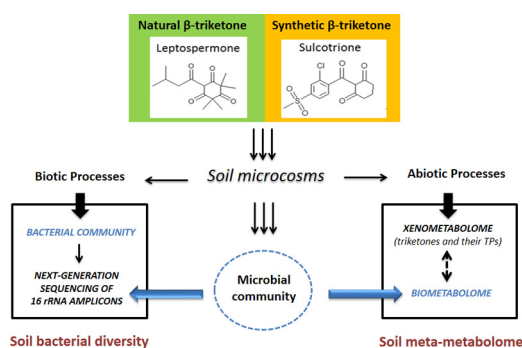 Natural β-triketone
Synthetic β-triketone
Leptospermone
Sulcotrione
O
O
O
O
Cl
O
O
O
O
S
O
Biotic Processes
Soil microcosms
Abiotic Processes
BACTERIAL COMMUNITY
NEXT-GENERATION
SEQUENCING OF
16 rRNA AMPLICONS
Microbial
community
XENOMETABOLOME
(triketones and their TPs)
BIOMETABOLOME
Soil bacterial diversity
Soil meta-metabolome